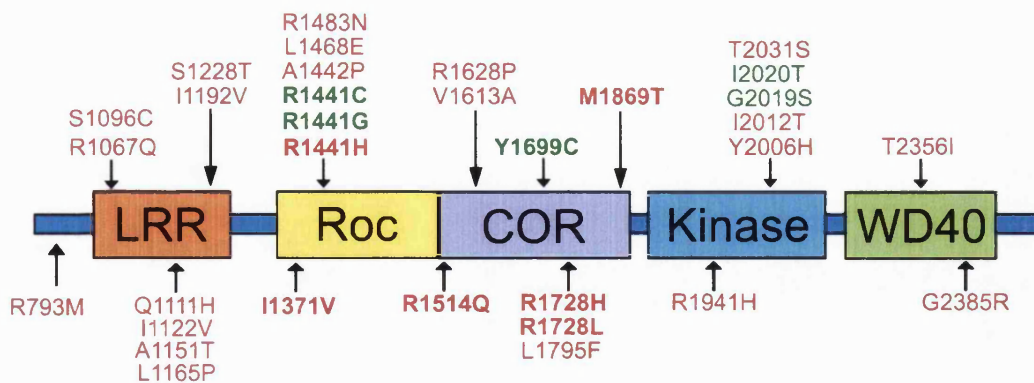 R1483N
L1468E
A1442P
R1441C
R1441G
R1441H
S1228T
I1192V
S1096C
R1067Q
R1628P
V1613A
M1869T
Y1699C
T2031S
I2020T
G2019S
I2012T
Y2006H
T2356I
LRR
Roc
COR
Kinase
WD40
R793M
Q1111H
I1122V
A1151T
L1165P
I1371V
R1514Q
R1728H
R1728L
L1795F
R1941H
G2385R